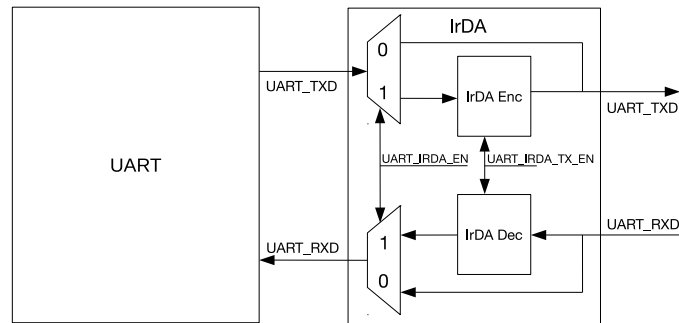 IrDA
0
1
IrDA Enc
UART_TXD
UART_TXD
UART
UART_IRDA_EN
UART_IRDA_TX_EN
UART_RXD
1
0
IrDA Dec
UART_RXD